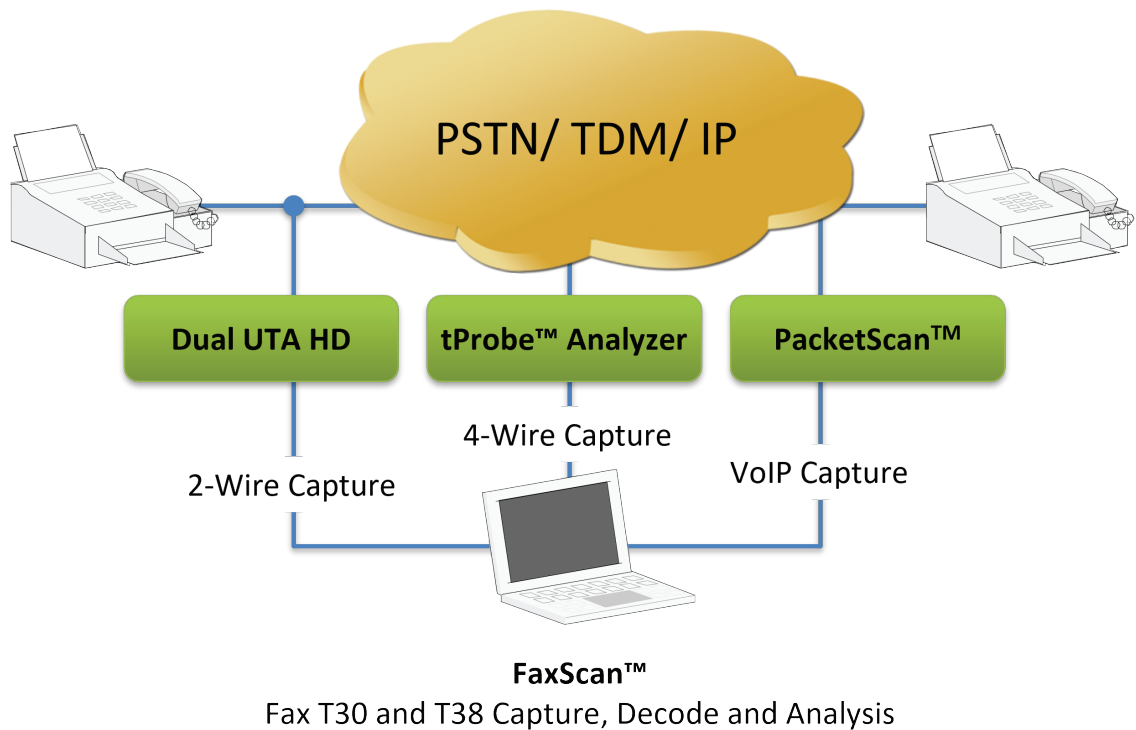 PSTN/ TDM/ IP
Dual UTA HD
tProbe™ Analyzer
PacketScan™
4-Wire Capture
2-Wire Capture
VoIP Capture
FaxScan™
Fax T30 and T38 Capture, Decode and Analysis